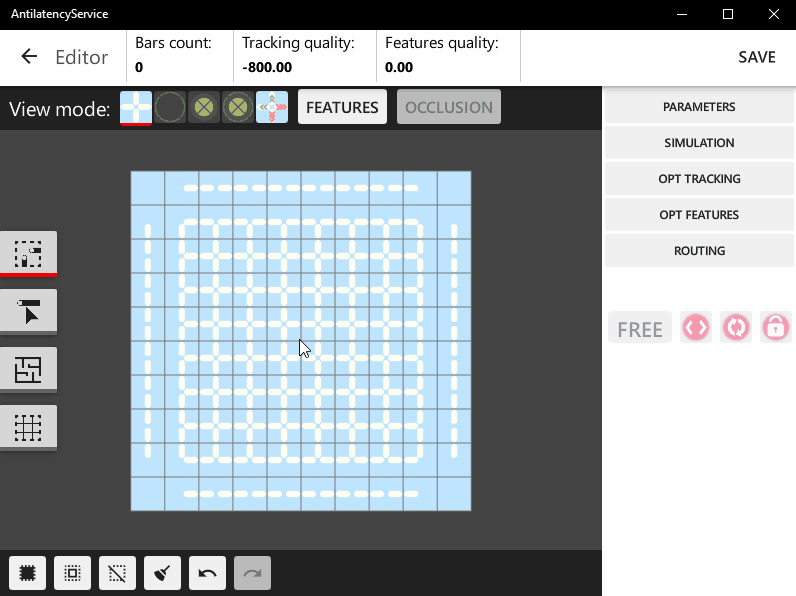 AntilatencyService
Editor
Bars count:
0
Tracking quality:
-800.00
Features quality:
0.00
SAVE
View mode:
FEATURES
OCCLUSION
PARAMETERS
SIMULATION
OPT TRACKING
OPT FEATURES
ROUTING
FREE